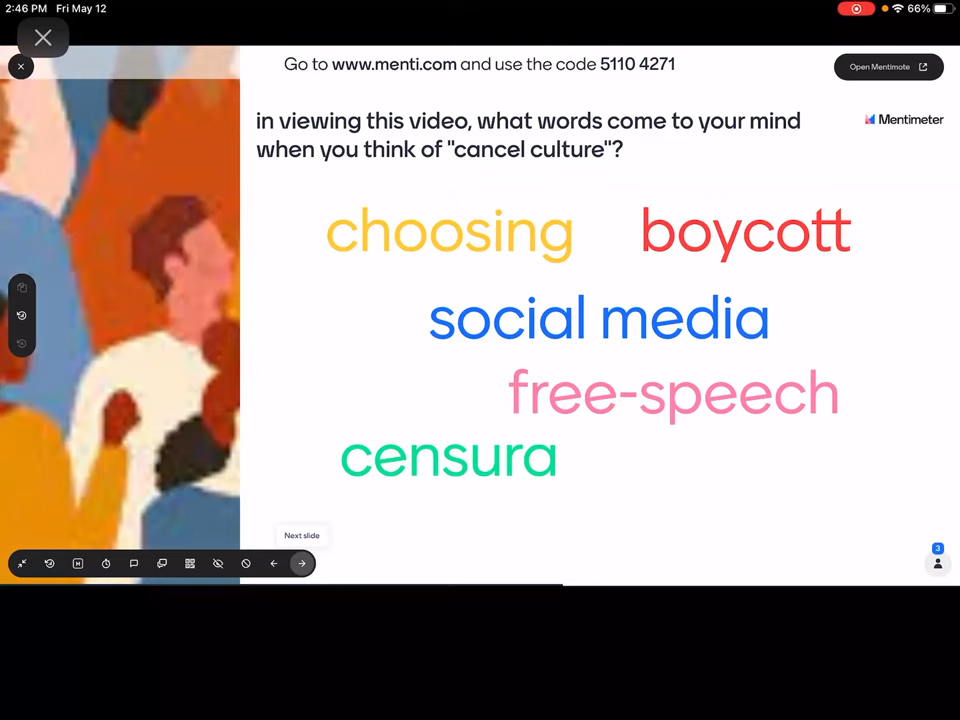 2:46 PM Fri May 12
66%
Go to www.menti.com and use the code 5110 4271
Open Mentimote
in viewing this video, what words come to your mind
when you think of "cancel culture"?
Mentimeter
choosing boycott
social media
free-speech
censura
Next slide
3